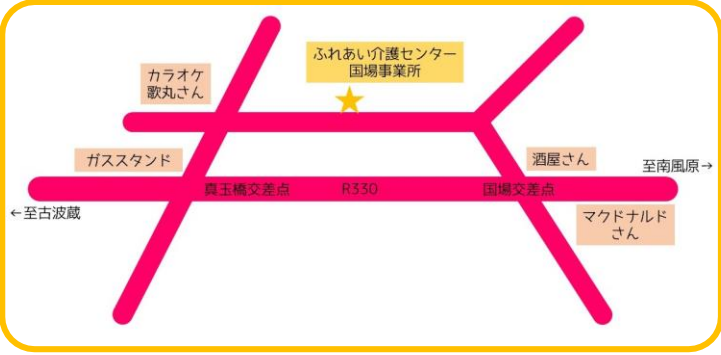 ふれあい介護センター
国場事業所
カラオケ
歌丸さん
ガススタンド
酒屋さん
至南風原→
真玉橋交差点
R330
国場交差点
←至古波蔵
マクドナルド
さん